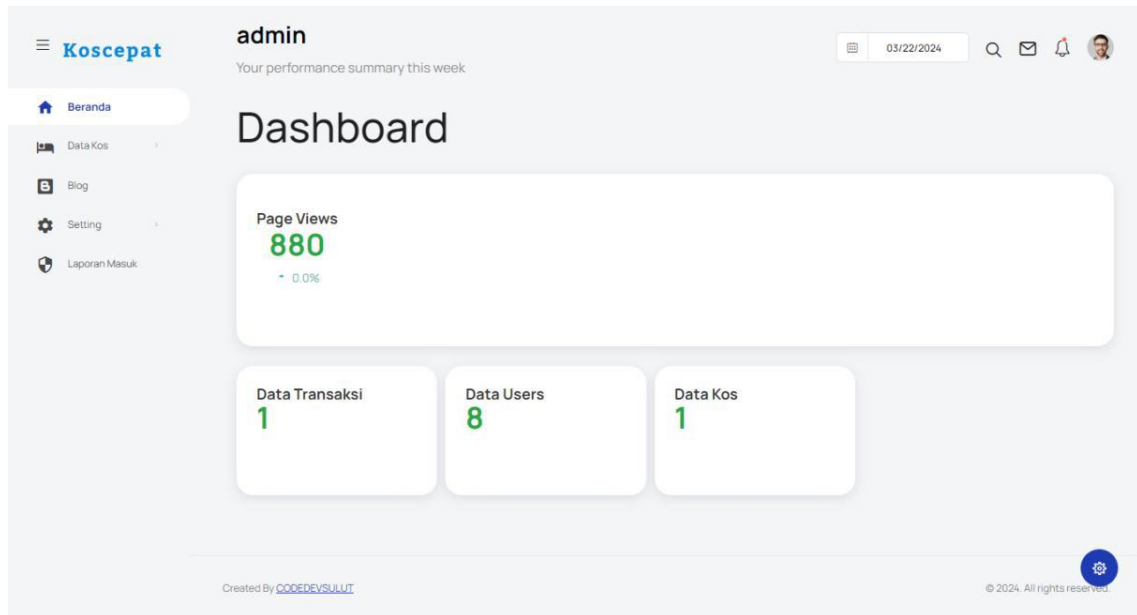 Koscepat
admin
Your performance summary this week
03/22/2024
Beranda
Data Kos
Blog
Setting
Laporan Masuk
Dashboard
Page Views
880
0.0%
Data Transaksi
1
Data Users
8
Data Kos
1
Created By CODEDEVSULUT
© 2024. All rights reserved.